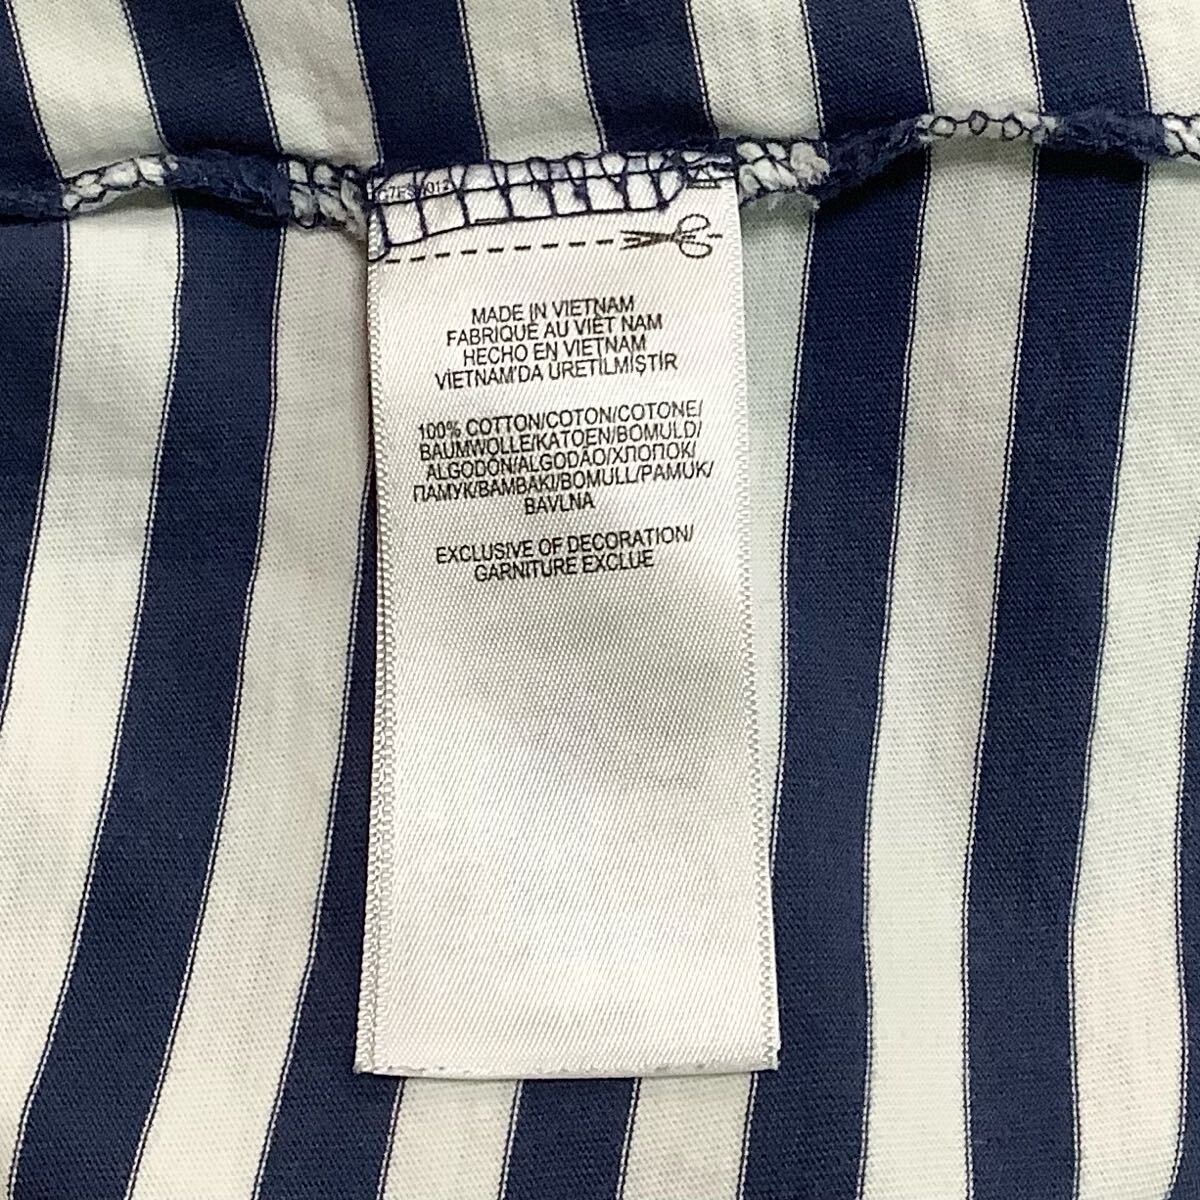 MADE IN VIETNAM
FABRIQUÉ AU VIÊT NAM
HECHO EN VIETNAM
VİETNAM'DA ÜRETİLMİŞTİR
100% COTTON/COTON/COTONE/
BAUMWOLLE/KATOEN/BOMULD/
ALGODÓN/ALGODÃO/ХЛОПОК/
ПАМУК/BAMBAKI/BOMULL/PAMUK/
BAVLNA
EXCLUSIVE OF DECORATION/
GARNITURE EXCLUE